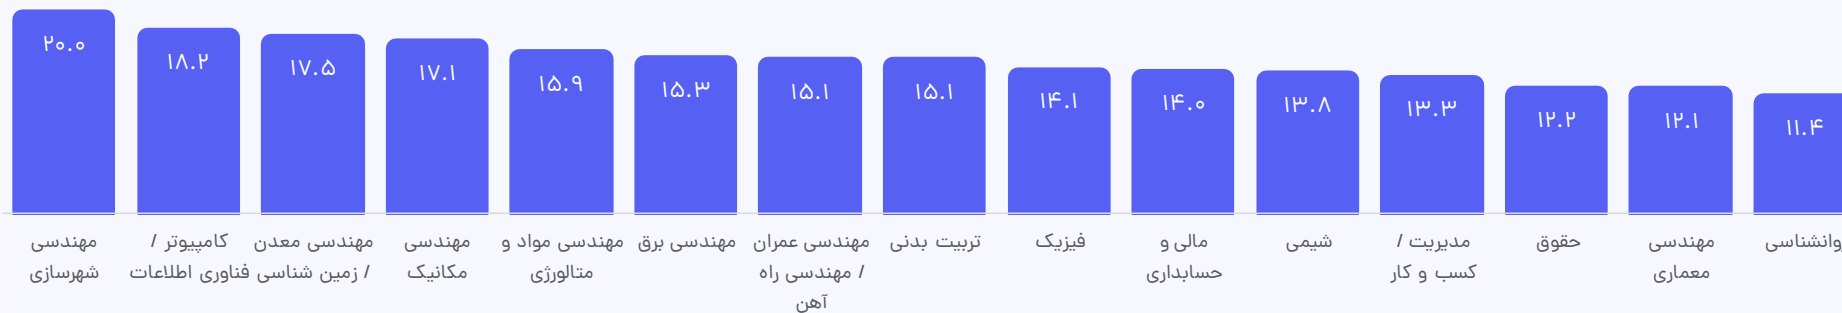 ۲۰.۰
۱۸.۲
۱۷.۵
۱۷.۱
۱۵.۹
۱۵.۳
۱۵.۱
۱۵.۱
۱۴.۱
۱۴.۰
۱۳.۸
۱۳.۳
۱۲.۲
۱۲.۱
۱۱.۴
مهندسی
شهرسازی
کامپیوتر /
فناوری اطلاعات
مهندسی معدن
/ زمین شناسی
مهندسی
مکانیک
مهندسی مواد و
متالورژی
مهندسی برق
مهندسی عمران
/ مهندسی راه
آهن
تربیت بدنی
فیزیک
مالی و
حسابداری
شیمی
مدیریت /
کسب و کار
حقوق
مهندسی
معماری
وانشناسی